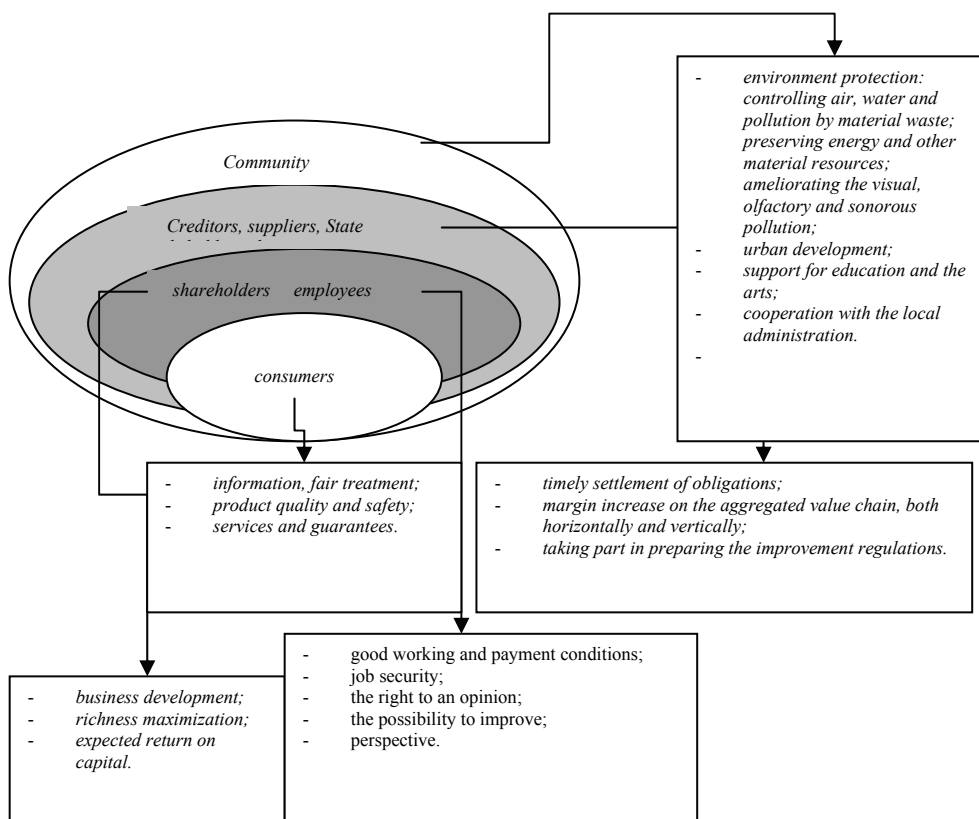 Community
Creditors, suppliers, State
shareholders employees
consumers
- environment protection:
controlling air, water and
pollution by material waste;
preserving energy and other
material resources;
ameliorating the visual,
olfactory and sonorous
pollution;
- urban development;
- support for education and the
arts;
- cooperation with the local
administration.
-
- information, fair treatment;
- product quality and safety;
- services and guarantees.
- timely settlement of obligations;
- margin increase on the aggregated value chain, both
horizontally and vertically;
- taking part in preparing the improvement regulations.
- business development;
- richness maximization;
- expected return on
capital.
- good working and payment conditions;
- job security;
- the right to an opinion;
- the possibility to improve;
- perspective.